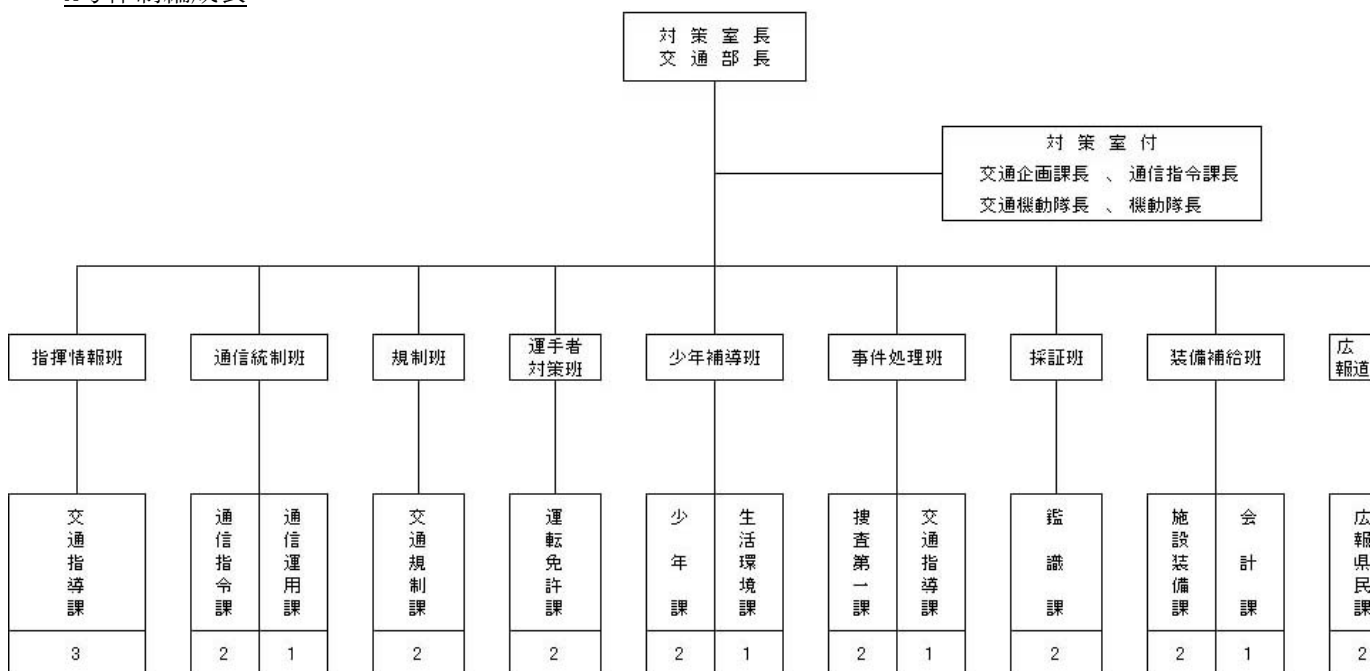 対策室長
交通部長
対策室付
交通企画課長、通信指令課長
交通機動隊長、機動隊長
指揮情報班
通信統制班
規制班
運手者
対策班
少年補導班
事件処理班
採証班
装備補給班
広
報道
交通指導課
通信指令課
通信運用課
交通規制課
運転免許課
少年課
生活環境課
捜査第一課
交通指導課
鑑識課
施設装備課
会計課
広報県民課
3
2
1
2
2
2
1
2
1
2
2
1
2